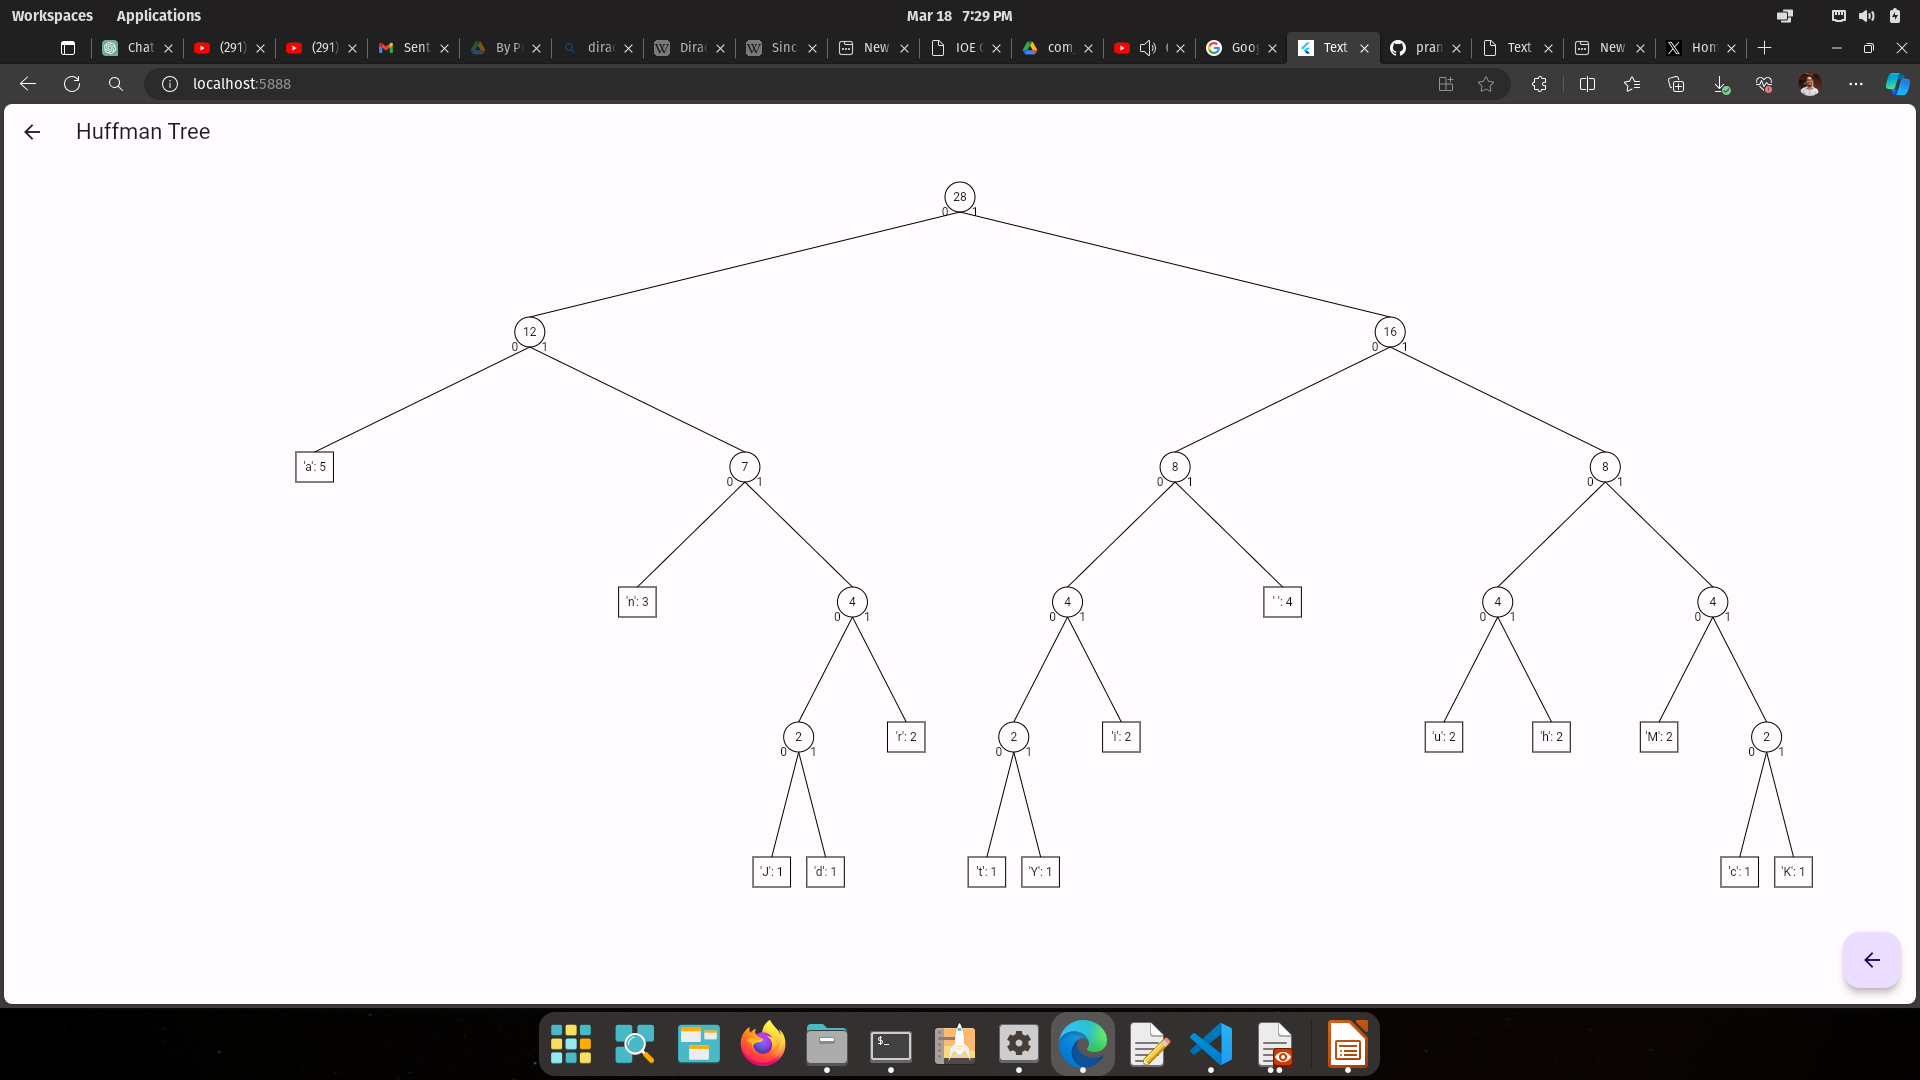 Workspaces Applications Mar 18 7:29 PM
Chat (291) (291) Sent By P dirac Dirac Sinc New IOE C com C Goog Text pran Text New Hom
localhost:5888
Huffman Tree
28
0 1
12 16
0 1 0 1
'a': 5 7 8 8
0 1 0 1 0 1
'n': 3 4 4 ' ': 4 4 4
0 1 0 1 0 1 0 1
2 'r': 2 2 'i': 2 'u': 2 'h': 2 'M': 2 2
0 1 0 1 0 1
'J': 1 'd': 1 't': 1 'Y': 1 'c': 1 'K': 1
$_